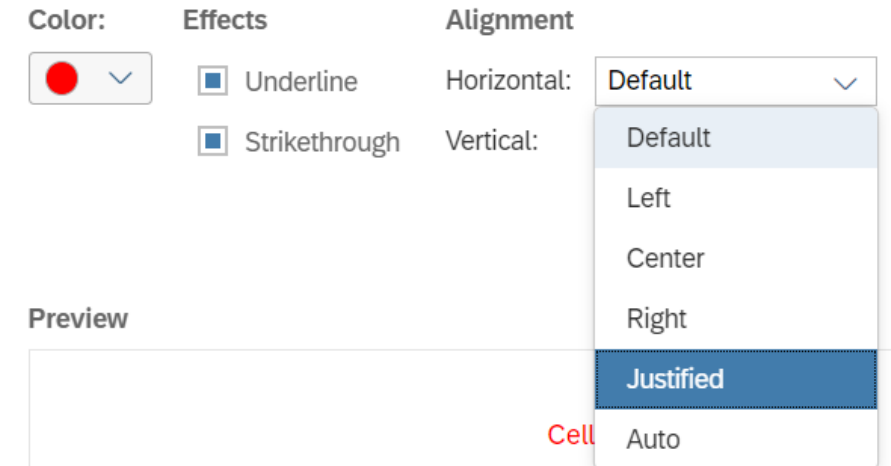 Color: Effects Alignment
Underline Horizontal: Default
Strikethrough Vertical: Default
Left
Center
Preview Right
Justified
Cell Auto